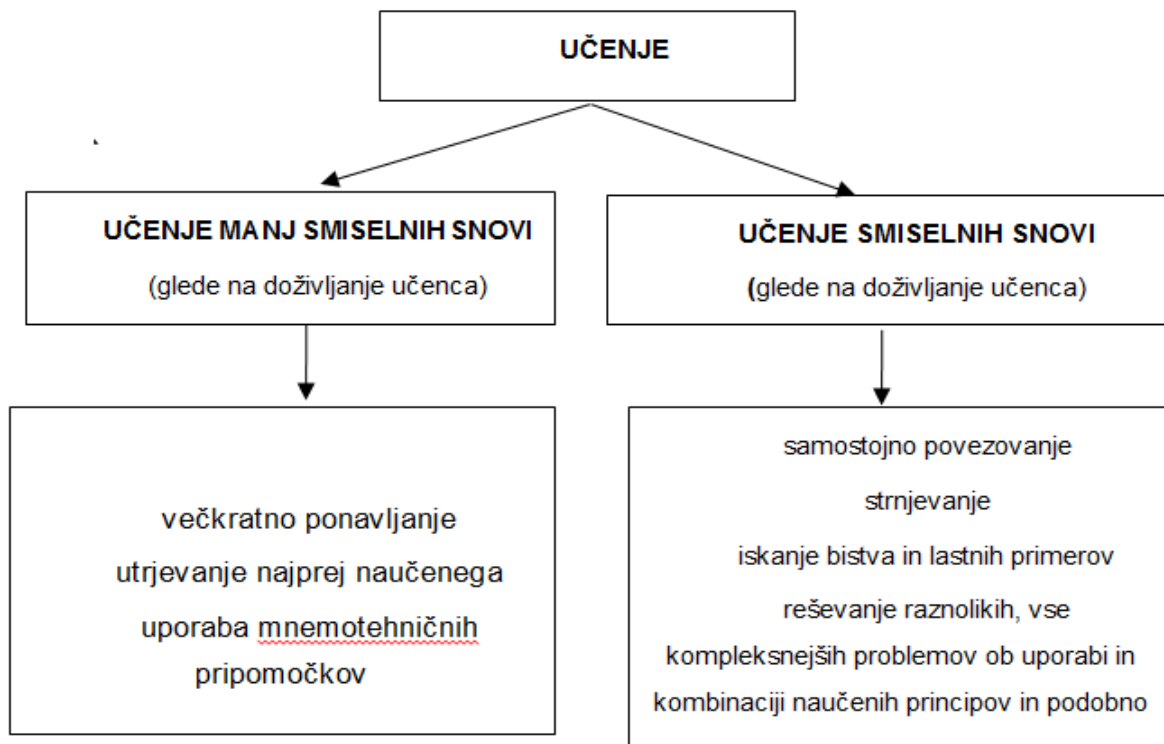 UČENJE
UČENJE MANJ SMISELNIH SNOVI
(glede na doživljanje učenca)
UČENJE SMISELNIH SNOVI
(glede na doživljanje učenca)
večkratno ponavljanje
utrjevanje najprej naučenega
uporaba mnemotehničnih
pripomočkov
samostojno povezovanje
strnjevanje
iskanje bistva in lastnih primerov
reševanje raznolikih, vse
kompleksnejših problemov ob uporabi in
kombinaciji naučenih principov in podobno